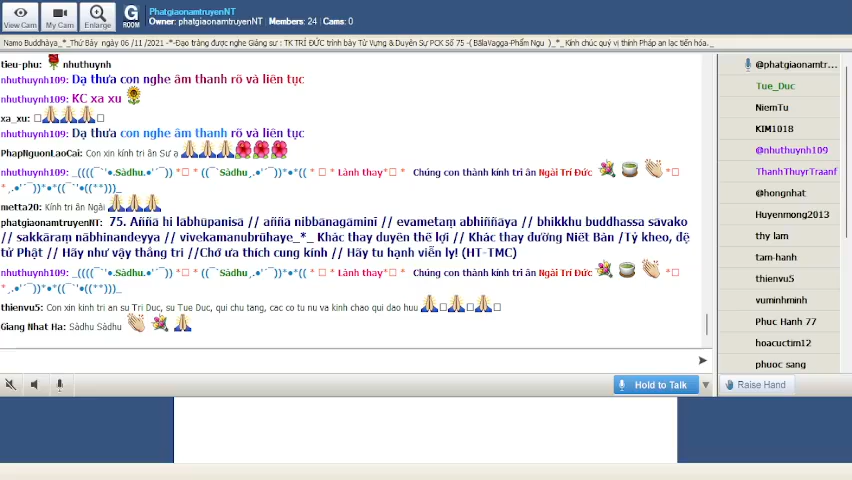 PhatgiaonamtruyenNT
Owner: phatgiaonamtruyenNT | Members: 24 | Cams: 0
View Cam
My Cam
Enlarge
G
ROOM
Namo Buddhàya_*_Thứ Bảy ngày 06 /11 /2021 -*-Đạo tràng được nghe Giảng sư : TK TRÍ ĐỨC trình bày Từ Vựng & Duyên Sự PCK Số 75 -( BālaVagga-Phẩm Ngu )_*_ Kính chúc quý vị thính Pháp an lạc tiến hóa._
tieu-phu: nhuthuynh
nhuthuynh109: Dạ thưa con nghe âm thanh rõ và liên tục
nhuthuynh109: KC xa xu
xa_xu:
nhuthuynh109: Dạ thưa con nghe âm thanh rõ và liên tục
PhapNguonLaoCai: Con xin kính tri ân Sư ạ
nhuthuynh109: _((((¯`'•.Sàdhu.•'´¯)) *□ * ((¯`Sàdhu¸.•'´¯))*•*(( * □ * Lành thay*□ * Chúng con thành kính tri ân Ngài Trí Đức *□
*¸.•'´¯))*•*((¯`'•((**)))_
metta20: Kính tri ân Ngài
phatgiaonamtruyenNT: 75. Aññā hi lābhūpanisā // aññā nibbānagāminī // evametaṃ abhiññāya // bhikkhu buddhassa sāvako
// sakkāraṃ nābhinandeyya // vivekamanubrūhaye_*_ Khác thay duyên thế lợi // Khác thay đường Niết Bàn /Tỳ kheo, đệ
tử Phật // Hãy như vậy thắng tri //Chớ ưa thích cung kính // Hãy tu hạnh viễn ly! (HT-TMC)
nhuthuynh109: _((((¯`'•.Sàdhu.•'´¯)) *□ * ((¯`Sàdhu¸.•'´¯))*•*(( * □ * Lành thay*□ * Chúng con thành kính tri ân Ngài Trí Đức *□
*¸.•'´¯))*•*((¯`'•((**)))_
thienvu5: Con xin kinh tri an su Tri Duc, su Tue Duc, qui chu tang, cac co tu nu va kinh chao qui dao huu
Giang Nhat Ha: Sàdhu Sàdhu
Hold to Talk
@phatgiaonamtr...
Tue_Duc
NiemTu
KIM1018
@nhuthuynh109
ThanhThuyrTraanf
@hongnhat
Huyenmong2013
thy lam
tam-hanh
thienvu5
vuminhminh
Phuc Hanh 77
hoacuctim12
phuoc sang
Raise Hand